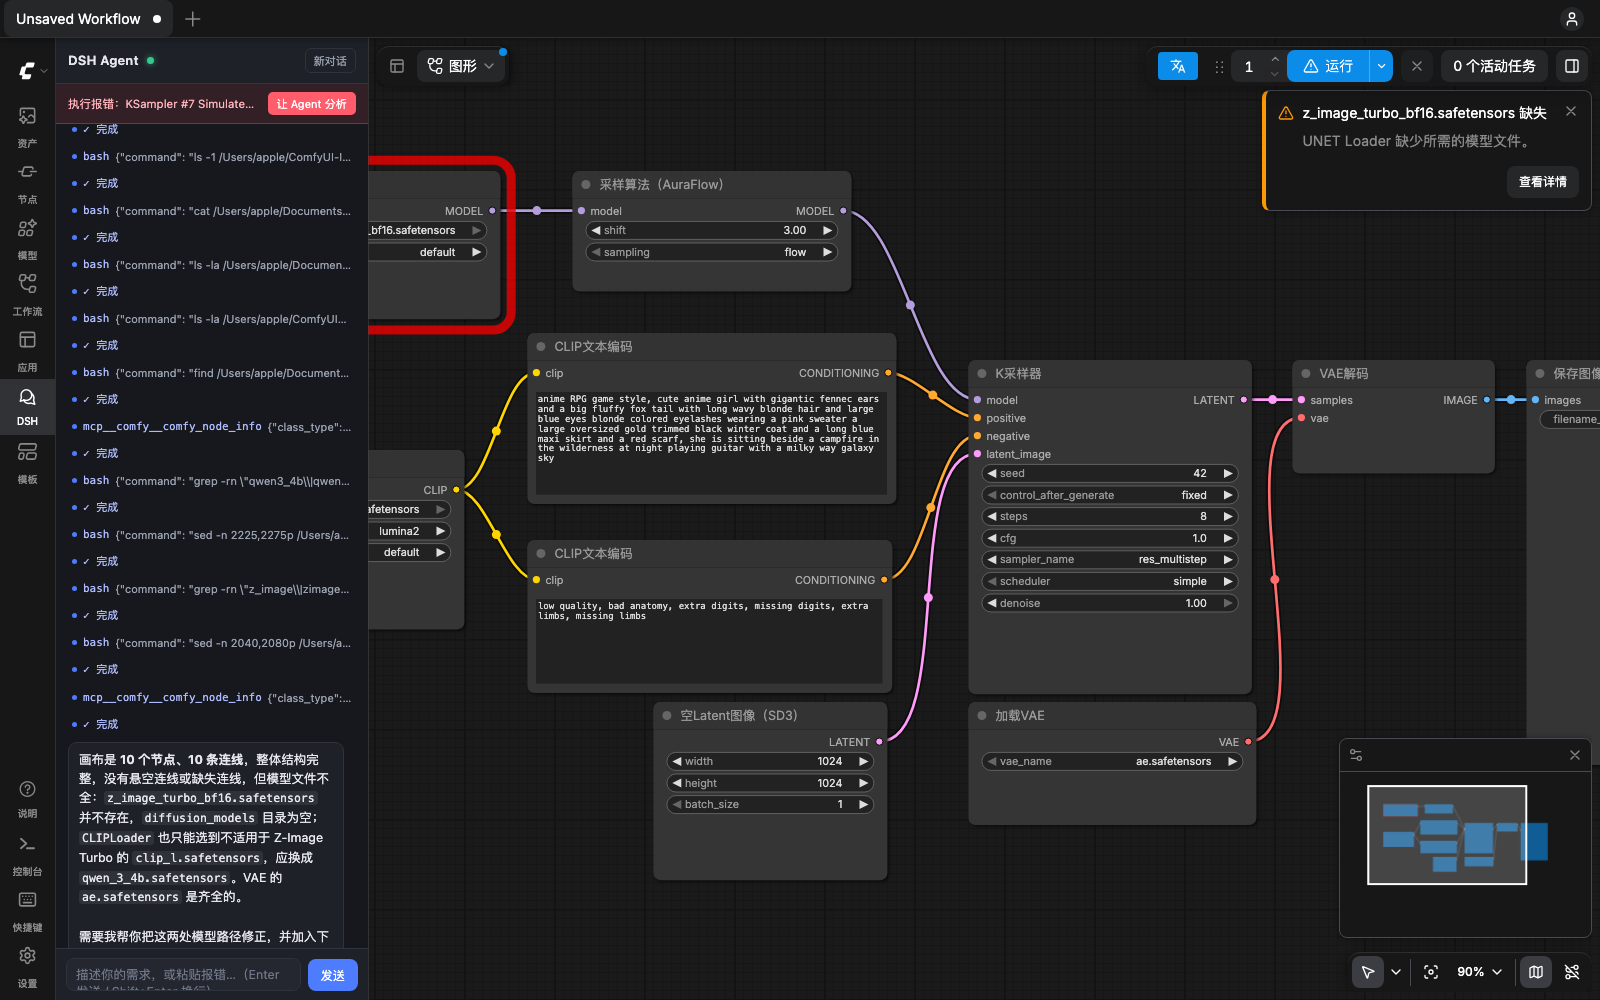 Unsaved Workflow
DSH Agent
新对话
执行报错：KSampler #7 Simulate...
让 Agent 分析
✓ 完成
bash {"command": "ls -1 /Users/apple/ComfyUI-I...
✓ 完成
bash {"command": "cat /Users/apple/Documents...
✓ 完成
bash {"command": "ls -la /Users/apple/Documen...
✓ 完成
bash {"command": "ls -la /Users/apple/ComfyUI...
✓ 完成
bash {"command": "find /Users/apple/Document...
✓ 完成
mcp__comfy__comfy_node_info {"class_type":...
✓ 完成
bash {"command": "grep -rn \"qwen3_4b\\|qwen...
✓ 完成
bash {"command": "sed -n 2225,2275p /Users/a...
✓ 完成
bash {"command": "grep -rn \"z_image\\|zimage...
✓ 完成
bash {"command": "sed -n 2040,2080p /Users/a...
✓ 完成
mcp__comfy__comfy_node_info {"class_type":...
✓ 完成
画布是 10 个节点、10 条连线，整体结构完
整，没有悬空连线或缺失连线，但模型文件不
全：z_image_turbo_bf16.safetensors
并不存在，diffusion_models 目录为空；
CLIPLoader 也只能选到不适用于 Z-Image
Turbo 的 clip_l.safetensors，应换成
qwen_3_4b.safetensors。VAE 的
ae.safetensors 是齐全的。
需要我帮你把这两处模型路径修正，并加入下
描述你的需求，或粘贴报错...（Enter
发送
资产
节点
模型
工作流
应用
DSH
模板
说明
控制台
快捷键
设置
图形
1
运行
0 个活动任务
z_image_turbo_bf16.safetensors 缺失
UNET Loader 缺少所需的模型文件。
查看详情
MODEL
_bf16.safetensors
default
采样算法（AuraFlow）
model
MODEL
shift 3.00
sampling flow
CLIP
afetensors
lumina2
default
CLIP文本编码
clip
CONDITIONING
anime RPG game style, cute anime girl with gigantic fennec ears
and a big fluffy fox tail with long wavy blonde hair and large
blue eyes blonde colored eyelashes wearing a pink sweater a
large oversized gold trimmed black winter coat and a long blue
maxi skirt and a red scarf, she is sitting beside a campfire in
the wilderness at night playing guitar with a milky way galaxy
sky
CLIP文本编码
clip
CONDITIONING
low quality, bad anatomy, extra digits, missing digits, extra
limbs, missing limbs
空Latent图像（SD3）
LATENT
width 1024
height 1024
batch_size 1
K采样器
model
LATENT
positive
negative
latent_image
seed 42
control_after_generate fixed
steps 8
cfg 1.0
sampler_name res_multistep
scheduler simple
denoise 1.00
加载VAE
VAE
vae_name ae.safetensors
VAE解码
samples
IMAGE
vae
保存图像
images
filename_
90%